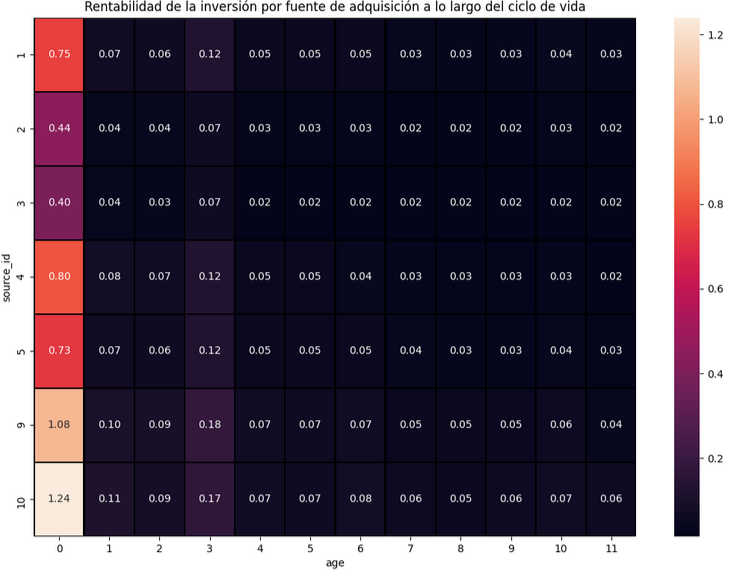 Rentabilidad de la inversión por fuente de adquisición a lo largo del ciclo de vida
source_id
1 0.75 0.07 0.06 0.12 0.05 0.05 0.05 0.03 0.03 0.03 0.04 0.03
2 0.44 0.04 0.04 0.07 0.03 0.03 0.03 0.02 0.02 0.02 0.03 0.02
3 0.40 0.04 0.03 0.07 0.02 0.02 0.02 0.02 0.02 0.02 0.02 0.02
4 0.80 0.08 0.07 0.12 0.05 0.05 0.04 0.03 0.03 0.03 0.03 0.02
5 0.73 0.07 0.06 0.12 0.05 0.05 0.05 0.04 0.03 0.03 0.04 0.03
9 1.08 0.10 0.09 0.18 0.07 0.07 0.07 0.05 0.05 0.05 0.06 0.04
10 1.24 0.11 0.09 0.17 0.07 0.07 0.08 0.06 0.05 0.06 0.07 0.06
0 1 2 3 4 5 6 7 8 9 10 11
age
1.2
1.0
0.8
0.6
0.4
0.2